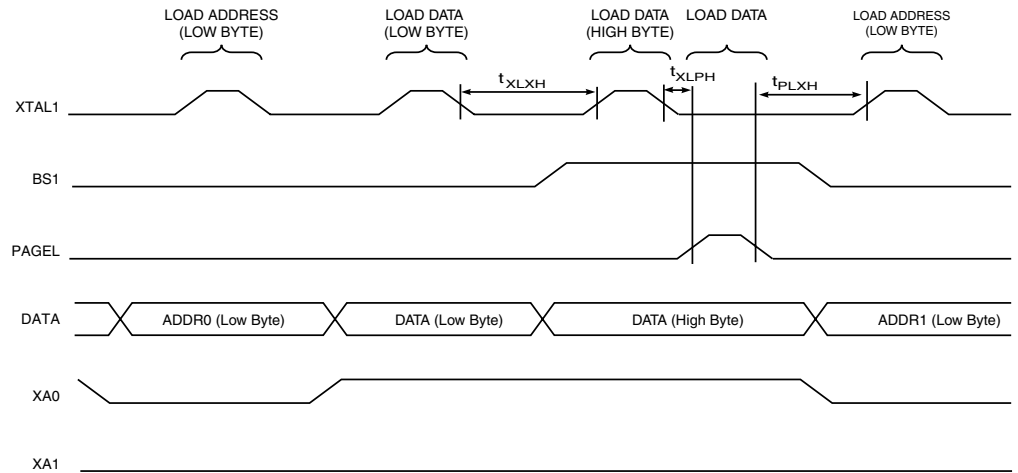 LOAD ADDRESS
(LOW BYTE)
LOAD DATA
(LOW BYTE)
LOAD DATA
(HIGH BYTE)
LOAD DATA
LOAD ADDRESS
(LOW BYTE)
XTAL1
tXLXH
tXLPH
tPLXH
BS1
PAGEL
DATA
ADDR0 (Low Byte)
DATA (Low Byte)
DATA (High Byte)
ADDR1 (Low Byte)
XA0
XA1